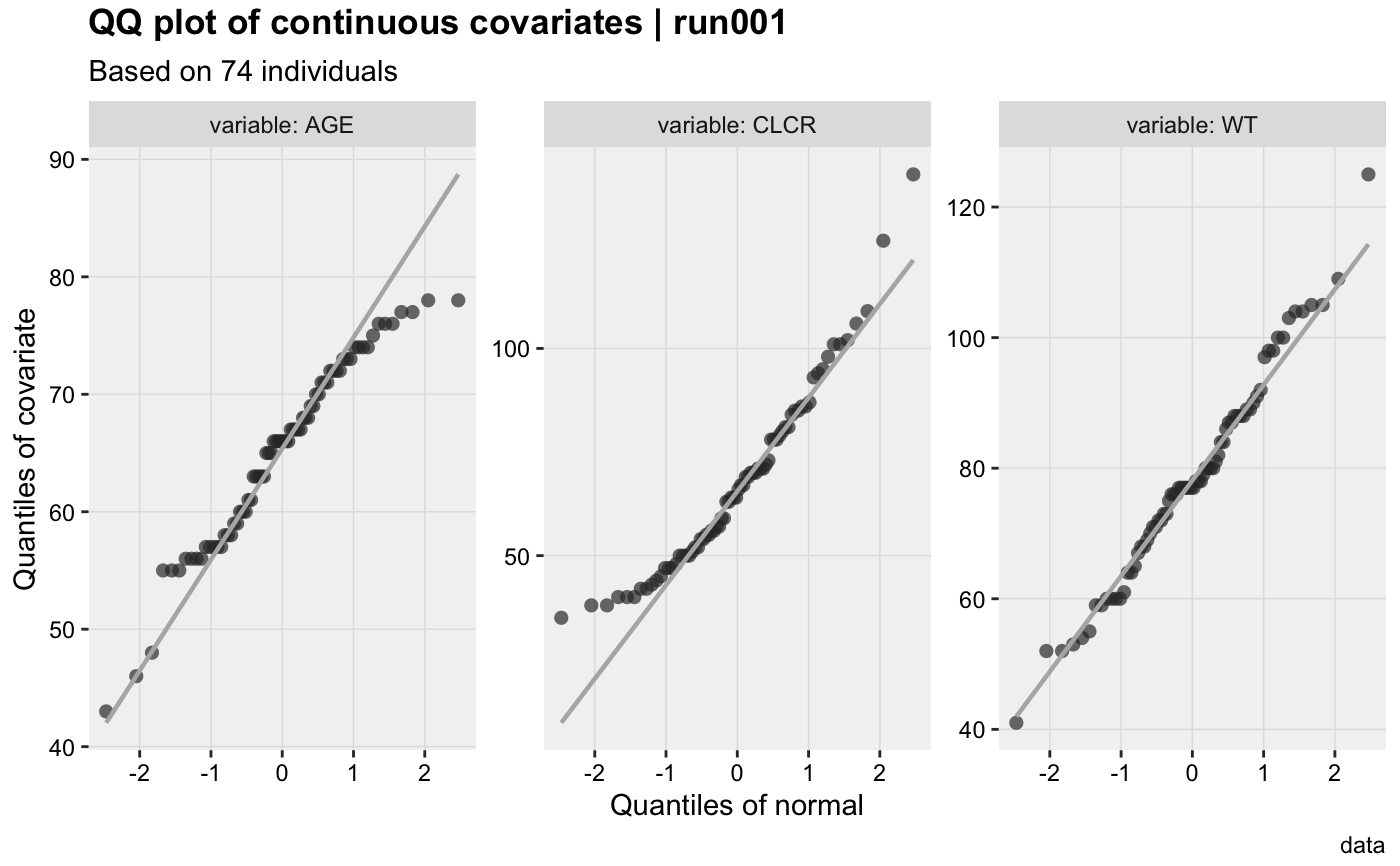 QQ plot of continuous covariates | run001
Based on 74 individuals
variable: AGE
variable: CLCR
variable: WT
Quantiles of covariate
90
80
70
60
50
40
100
50
120
100
80
60
40
-2 -1 0 1 2
-2 -1 0 1 2
-2 -1 0 1 2
Quantiles of normal
data